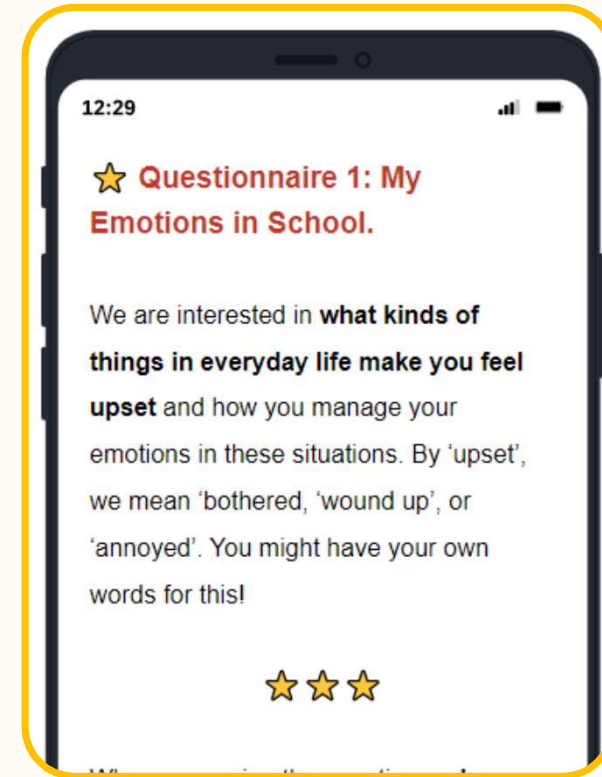 12:29
Questionnaire 1: My
Emotions in School.
We are interested in what kinds of
things in everyday life make you feel
upset and how you manage your
emotions in these situations. By ‘upset’,
we mean ‘bothered, ‘wound up’, or
‘annoyed’. You might have your own
words for this!